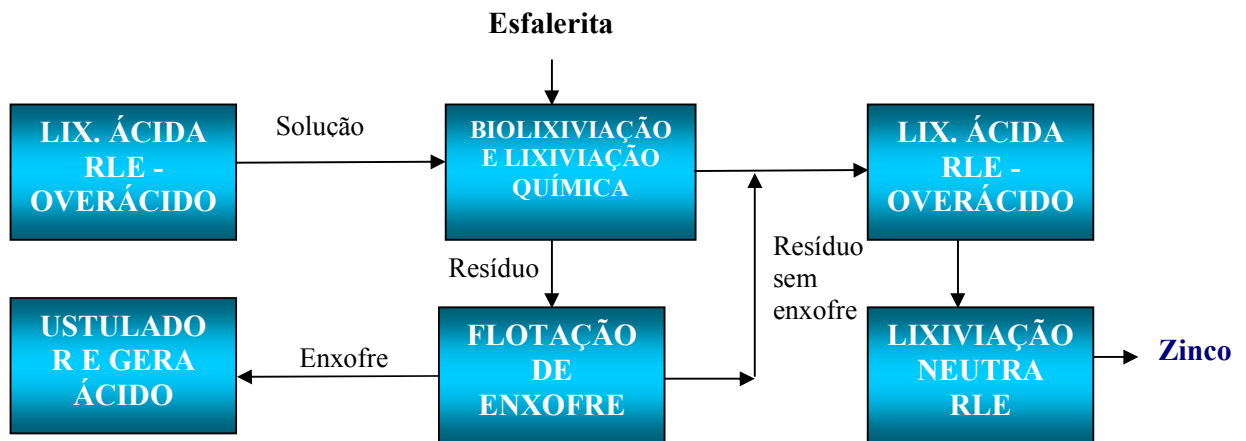 Esfalerita
LIX. ÁCIDA
RLE -
OVERÁCIDO
Solução
BIOLIXIVIAÇÃO
E LIXIVIAÇÃO
QUÍMICA
LIX. ÁCIDA
RLE -
OVERÁCIDO
Resíduo
Resíduo
sem
enxofre
USTULADO
R E GERA
ÁCIDO
Enxofre
FLOTAÇÃO
DE
ENXOFRE
LIXIVIAÇÃO
NEUTRA
RLE
Zinco